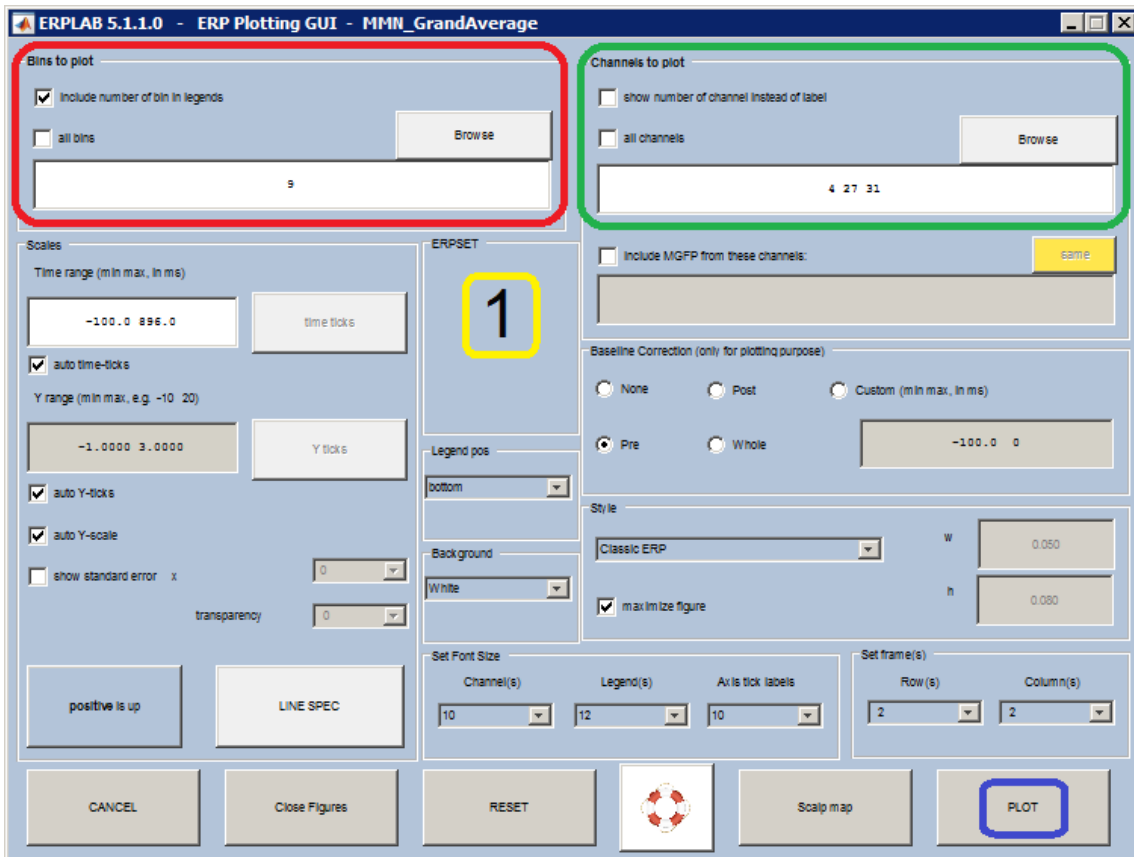 ERPLAB 5.1.1.0 - ERP Plotting GUI - MMN_GrandAverage
Bins to plot
include number of bin in legends
all bins
Browse
9
Channels to plot
show number of channel instead of label
all channels
Browse
4 27 31
include MGFP from these channels:
same
Scales
Time range (min max, in ms)
-100.0 896.0
time ticks
auto time-ticks
Y range (min max, e.g. -10 20)
-1.0000 3.0000
Y ticks
auto Y-ticks
auto Y-scale
show standard error x
0
transparency
0
positive is up
LINE SPEC
ERPSET
1
Legend pos
bottom
Background
White
Baseline Correction (only for plotting purpose)
None
Post
Custom (min max, in ms)
Pre
Whole
-100.0 0
Style
Classic ERP
w
0.050
maximize figure
h
0.080
Set Font Size
Channel(s)
Legend(s)
Axis tick labels
10
12
10
Set frame(s)
Row(s)
Column(s)
2
2
CANCEL
Close Figures
RESET
Scalp map
PLOT